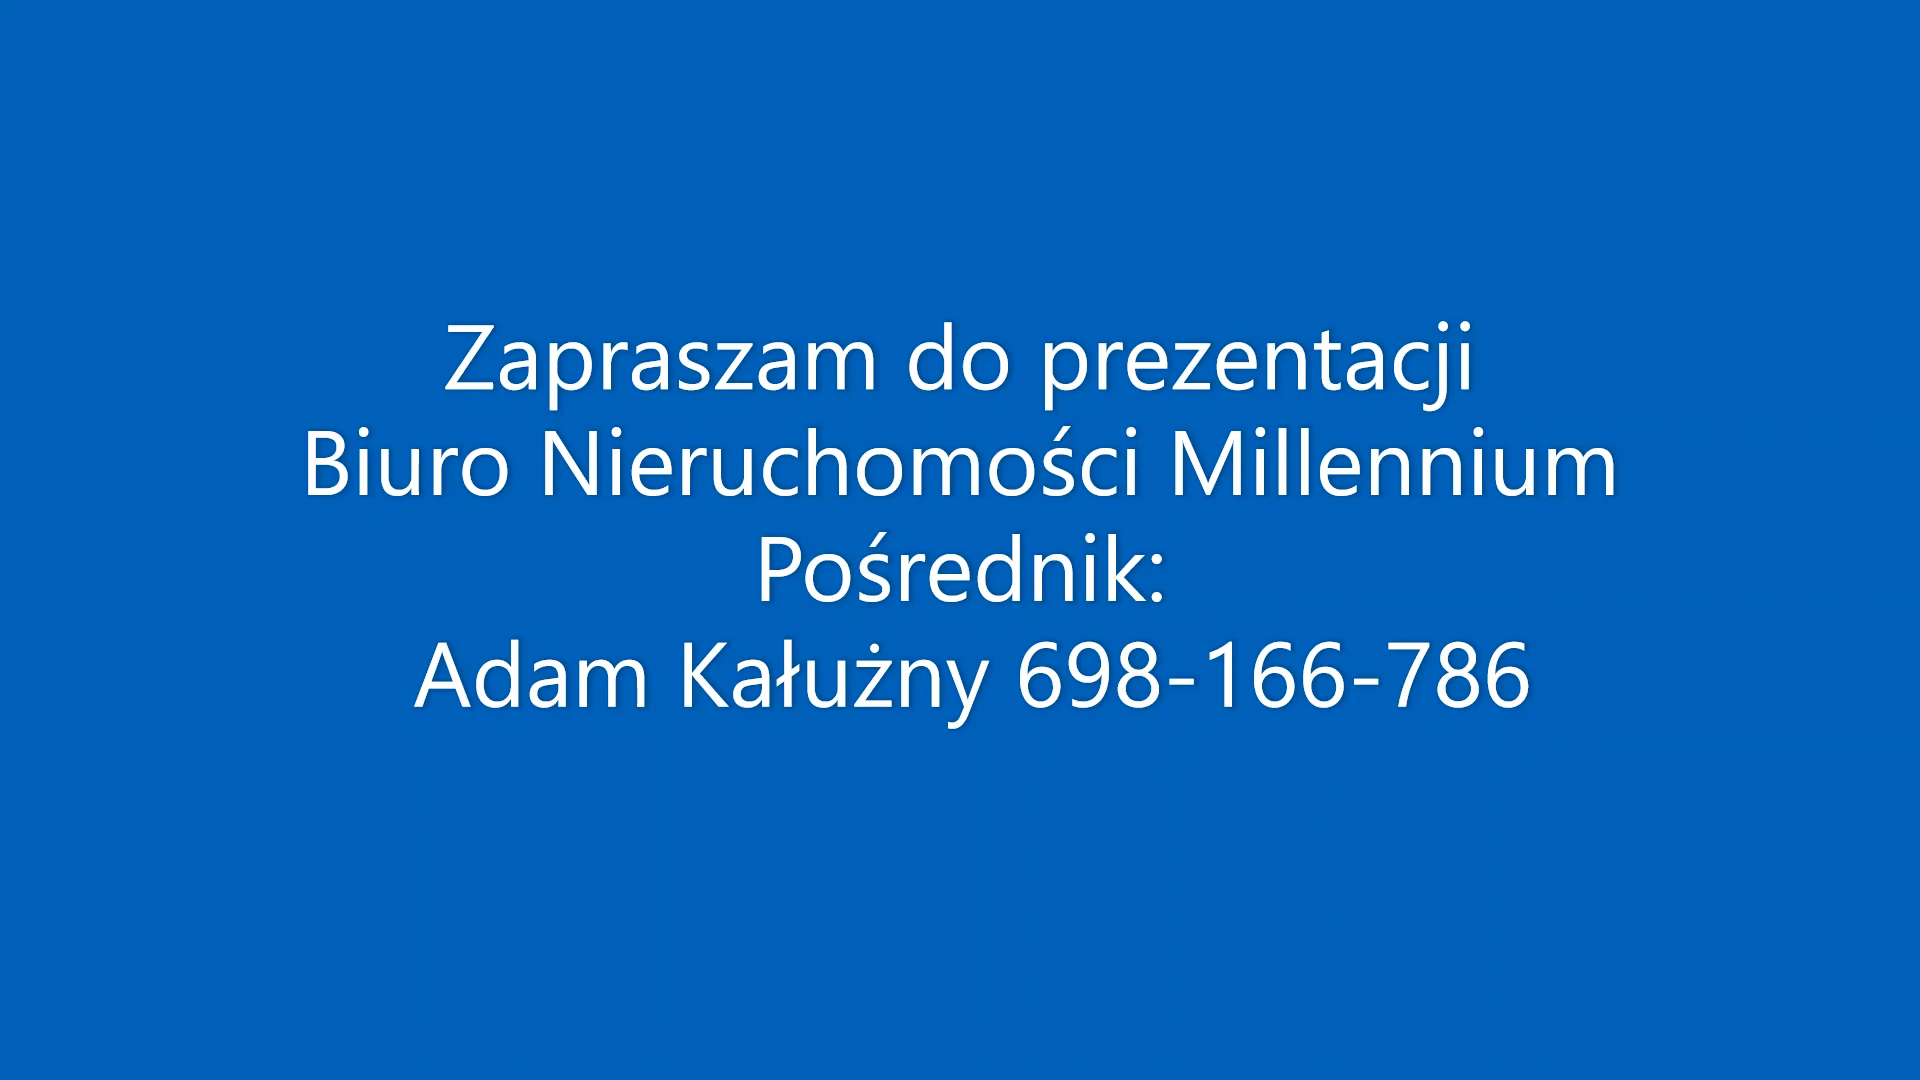 Zapraszam do prezentacji
Biuro Nieruchomości Millennium
Pośrednik:
Adam Kałużny 698-166-786